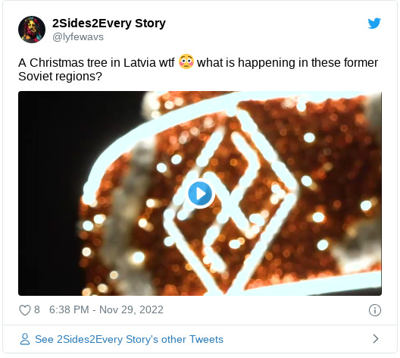 2Sides2Every Story
@lyfewavs
A Christmas tree in Latvia wtf 😳 what is happening in these former
Soviet regions?
8 6:38 PM - Nov 29, 2022
See 2Sides2Every Story's other Tweets